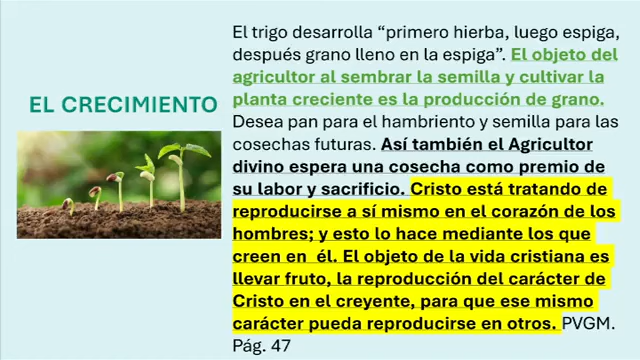 EL CRECIMIENTO
El trigo desarrolla “primero hierba, luego espiga,
después grano lleno en la espiga”. El objeto del
agricultor al sembrar la semilla y cultivar la
planta creciente es la producción de grano.
Desea pan para el hambriento y semilla para las
cosechas futuras. Así también el Agricultor
divino espera una cosecha como premio de
su labor y sacrificio. Cristo está tratando de
reproducirse a sí mismo en el corazón de los
hombres; y esto lo hace mediante los que
creen en él. El objeto de la vida cristiana es
llevar fruto, la reproducción del carácter de
Cristo en el creyente, para que ese mismo
carácter pueda reproducirse en otros. PVGM.
Pág. 47